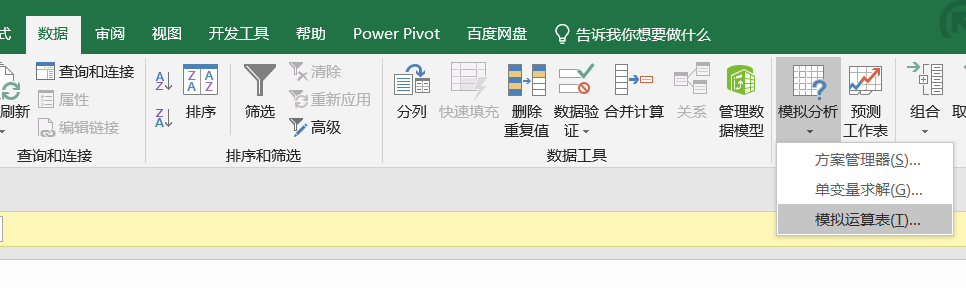 式 数据 审阅 视图 开发工具 帮助 Power Pivot 百度网盘 告诉我你想要做什么
刷新
查询和连接
属性
编辑链接
查询和连接
排序
筛选
清除
重新应用
高级
排序和筛选
分列
快速填充
删除
重复值
数据验
证
合并计算
关系
管理数
据模型
数据工具
模拟分析
预测
工作表
组合
取
方案管理器(S)...
单变量求解(G)...
模拟运算表(T)...